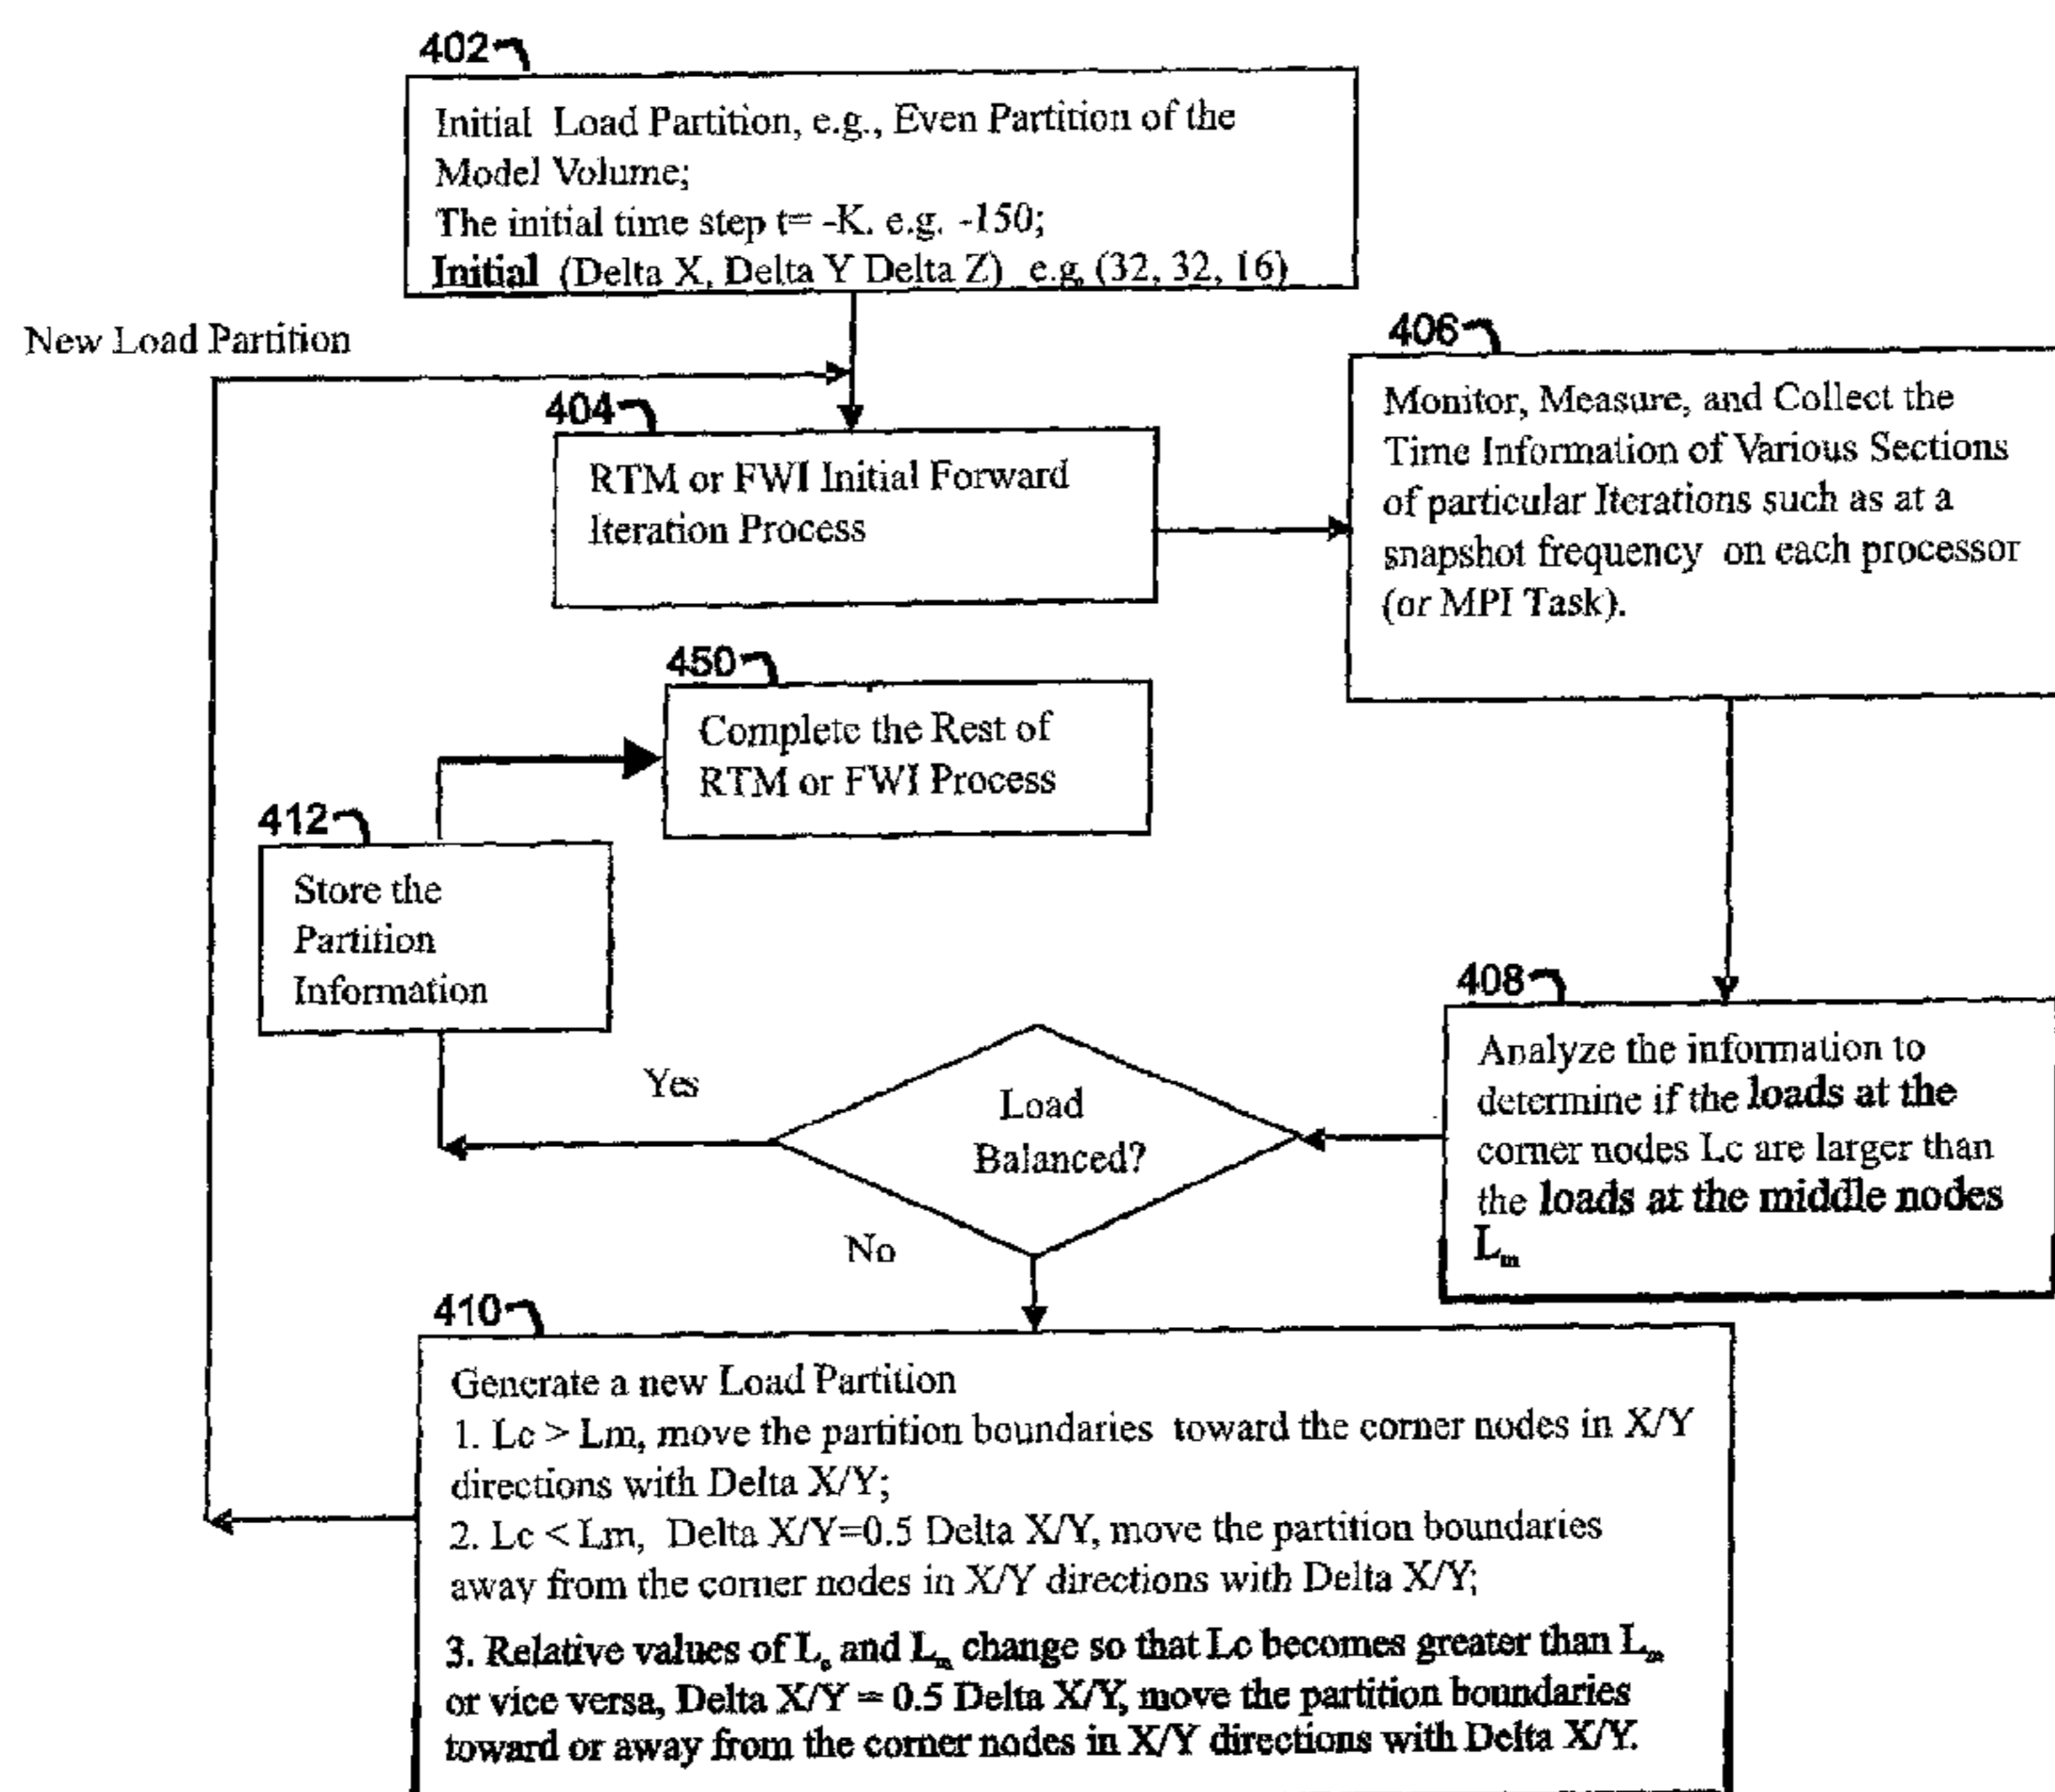 402
Initial Load Partition, e.g., Even Partition of the
Model Volume;
The initial time step t= -K. e.g. -150;
Initial (Delta X, Delta Y Delta Z) e.g. (32, 32, 16)
New Load Partition
404
RTM or FWI Initial Forward
Iteration Process
406
Monitor, Measure, and Collect the
Time Information of Various Sections
of particular Iterations such as at a
snapshot frequency on each processor
(or MPI Task).
450
Complete the Rest of
RTM or FWI Process
412
Store the
Partition
Information
408
Analyze the information to
determine if the loads at the
corner nodes Lc are larger than
the loads at the middle nodes
Lm
Load
Balanced?
Yes
No
410
Generate a new Load Partition
1. Lc > Lm, move the partition boundaries toward the corner nodes in X/Y
directions with Delta X/Y;
2. Lc < Lm, Delta X/Y=0.5 Delta X/Y, move the partition boundaries
away from the corner nodes in X/Y directions with Delta X/Y;
3. Relative values of Lc and Lm change so that Lc becomes greater than Lm
or vice versa, Delta X/Y = 0.5 Delta X/Y, move the partition boundaries
toward or away from the corner nodes in X/Y directions with Delta X/Y.